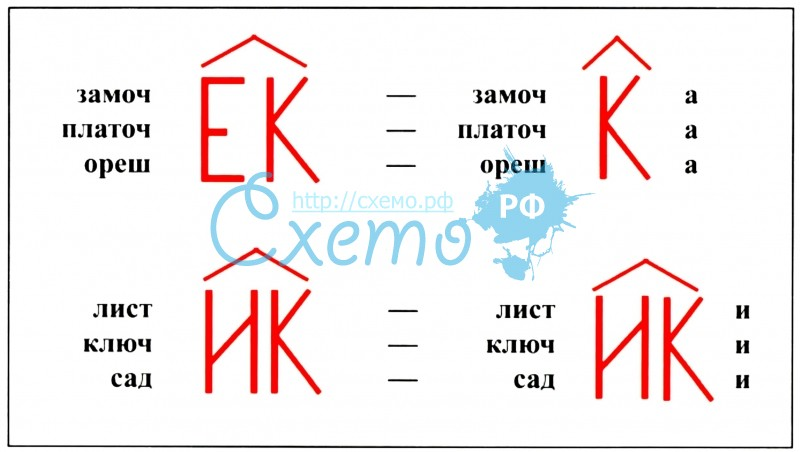 замоч ЕК — замоч К а
платоч — платоч а
ореш — ореш а
http://схемо.рф
Схемо РФ
лист ИК — лист ИК и
ключ — ключ и
сад — сад и